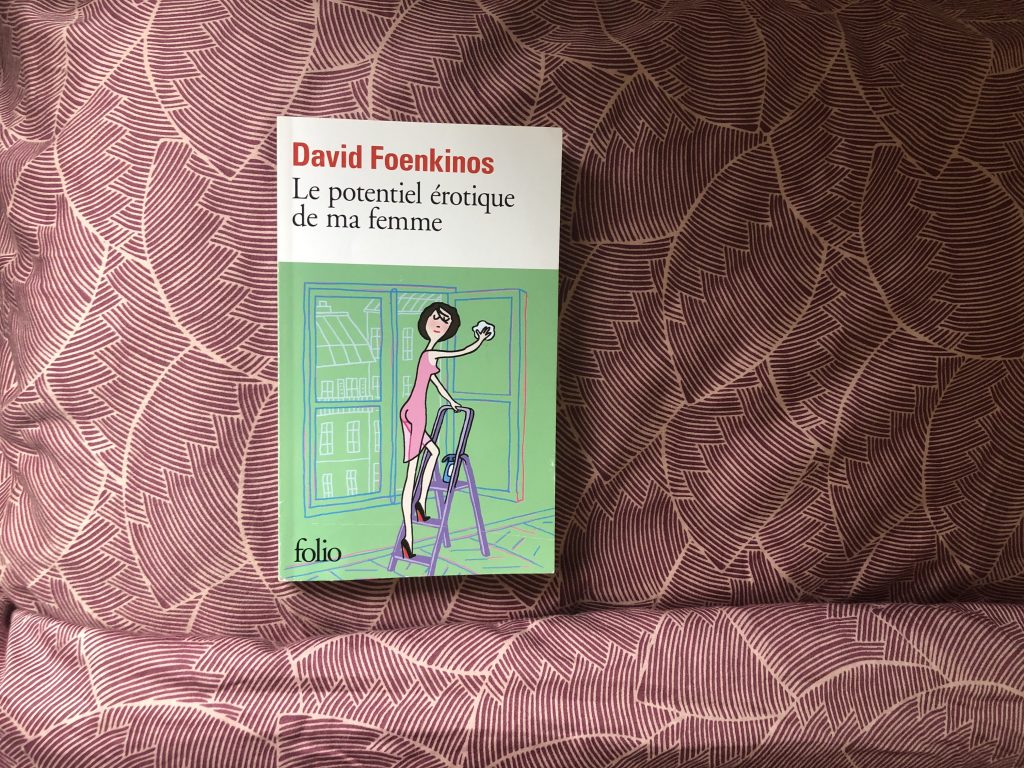 David Foenkinos
Le potentiel érotique
de ma femme
folio